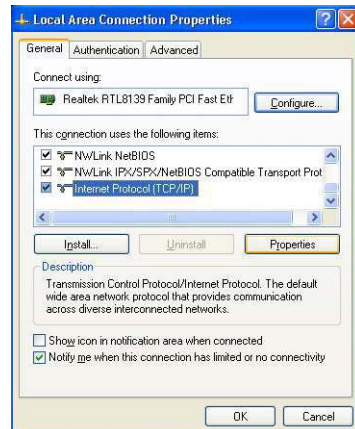 Local Area Connection Properties
General Authentication Advanced
Connect using:
Realtek RTL8139 Family PCI Fast Eth
Configure...
This connection uses the following items:
NWLink NetBIOS
NWLink IPX/SPX/NetBIOS Compatible Transport Prot
Internet Protocol (TCP/IP)
Install... Uninstall Properties
Description
Transmission Control Protocol/Internet Protocol. The default
wide area network protocol that provides communication
across diverse interconnected networks.
Show icon in notification area when connected
Notify me when this connection has limited or no connectivity
OK Cancel